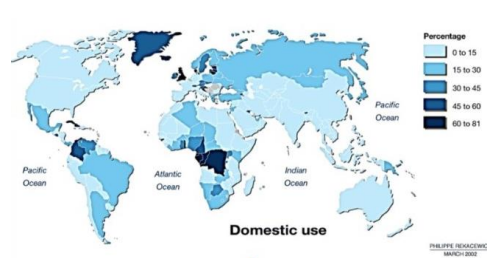 Percentage
0 to 15
15 to 30
30 to 45
45 to 60
60 to 81
Pacific
Ocean
Pacific
Ocean
Atlantic
Ocean
Indian
Ocean
Domestic use
PHILIPPE REKACEWIC
MARCH 2002